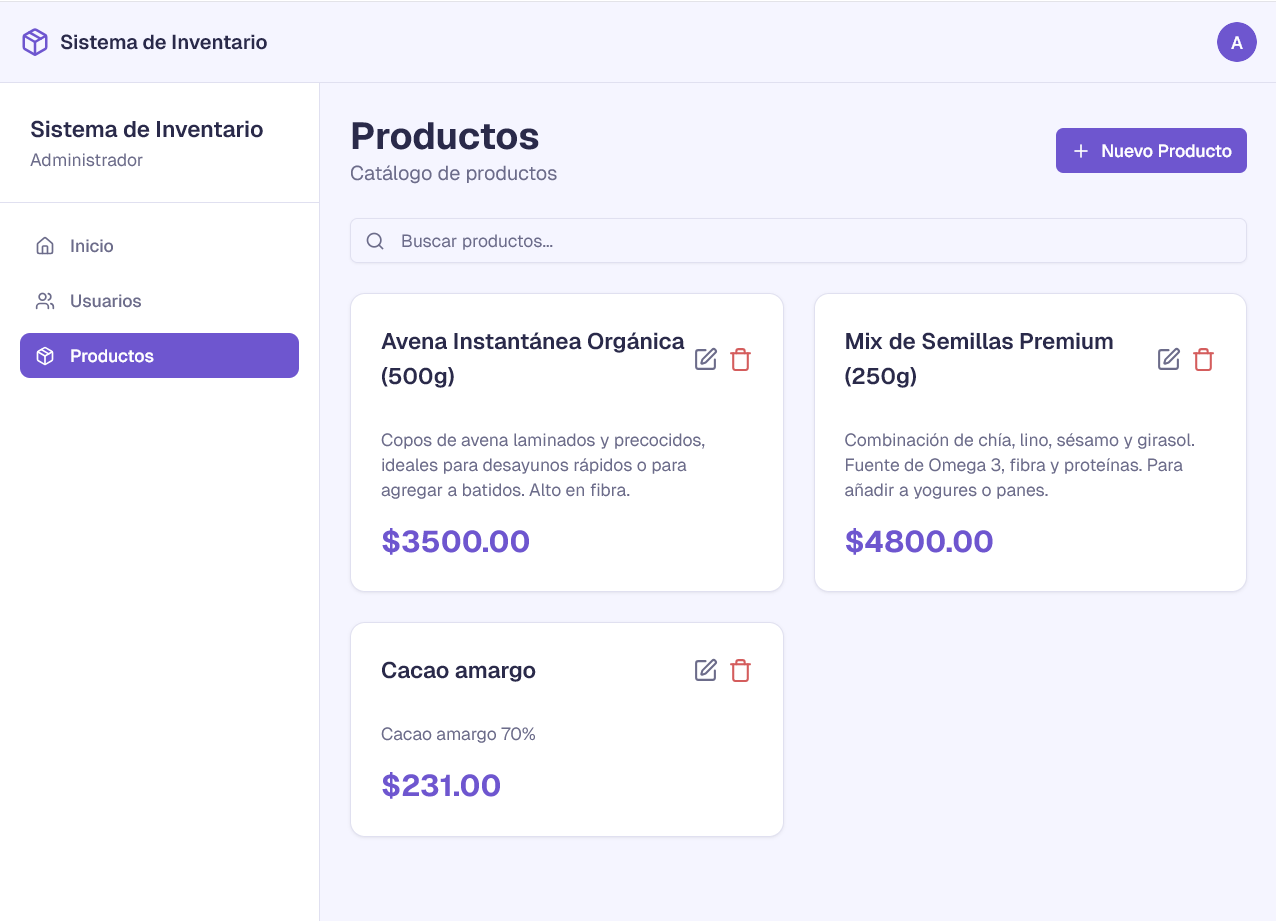 Sistema de Inventario
A
Sistema de Inventario
Administrador
Inicio
Usuarios
Productos
Productos
Catálogo de productos
Nuevo Producto
Buscar productos...
Avena Instantánea Orgánica
(500g)
Copos de avena laminados y precocidos,
ideales para desayunos rápidos o para
agregar a batidos. Alto en fibra.
$3500.00
Mix de Semillas Premium
(250g)
Combinación de chía, lino, sésamo y girasol.
Fuente de Omega 3, fibra y proteínas. Para
añadir a yogures o panes.
$4800.00
Cacao amargo
Cacao amargo 70%
$231.00